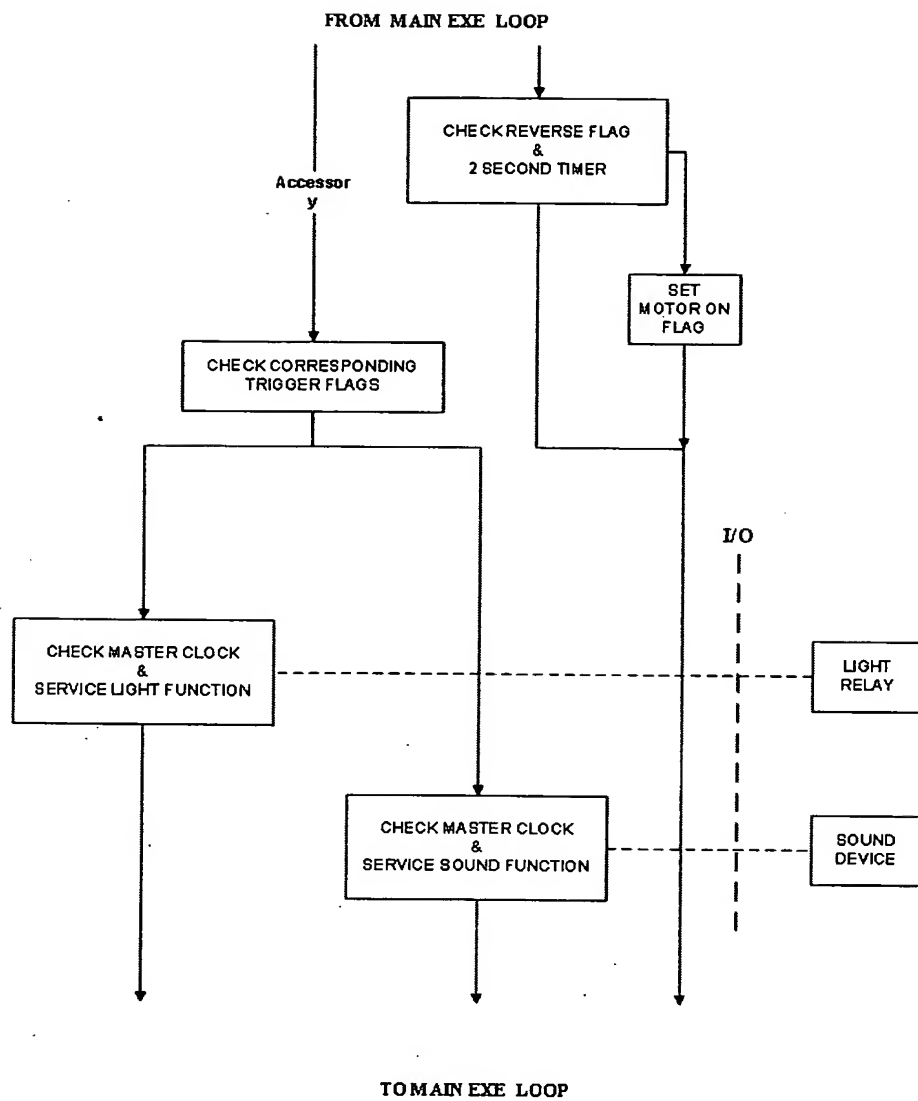 FROM MAIN EXE LOOP
CHECK REVERSE FLAG
&
2 SECOND TIMER
Accessor
y
SET
MOTOR ON
FLAG
CHECK CORRESPONDING
TRIGGER FLAGS
I/O
CHECK MASTER CLOCK
&
SERVICE LIGHT FUNCTION
LIGHT
RELAY
CHECK MASTER CLOCK
&
SERVICE SOUND FUNCTION
SOUND
DEVICE
TO MAIN EXE LOOP